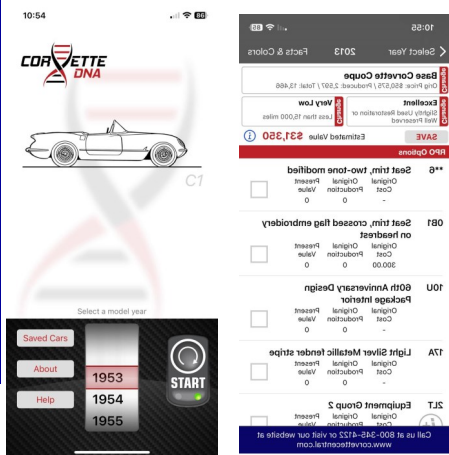 10:54
86
CORVETTE
DNA
C1
Select a model year
Saved Cars
About
Help
1953
1954
1955
START
10:55
Select Year 2013 Facts & Colors
Base Corvette Coupe
Orig Price: $50,575 / Produced: 2,597 / Total: 13,466
Change
Excellent
Slightly Used Restoration or
Well Preserved
Change
Very Low
Less than 15,000 miles
Change
SAVE Estimated Value $31,350
RPO Options
**6 Seat trim, two-tone modified
Original Cost Original Production Present Value
- 0 0
0B1 Seat trim, crossed flag embroidery
on headrest
Original Cost Original Production Present Value
300.00 0 0
10U 60th Anniversary Design
Package Interior
Original Cost Original Production Present Value
- 0 0
17A Light Silver Metallic fender stripe
Original Cost Original Production Present Value
- 0 0
2LT Equipment Group 2
Original Cost Original Production Present Value
Call us at 800-345-4122 or visit our website at
www.corvettecentral.com